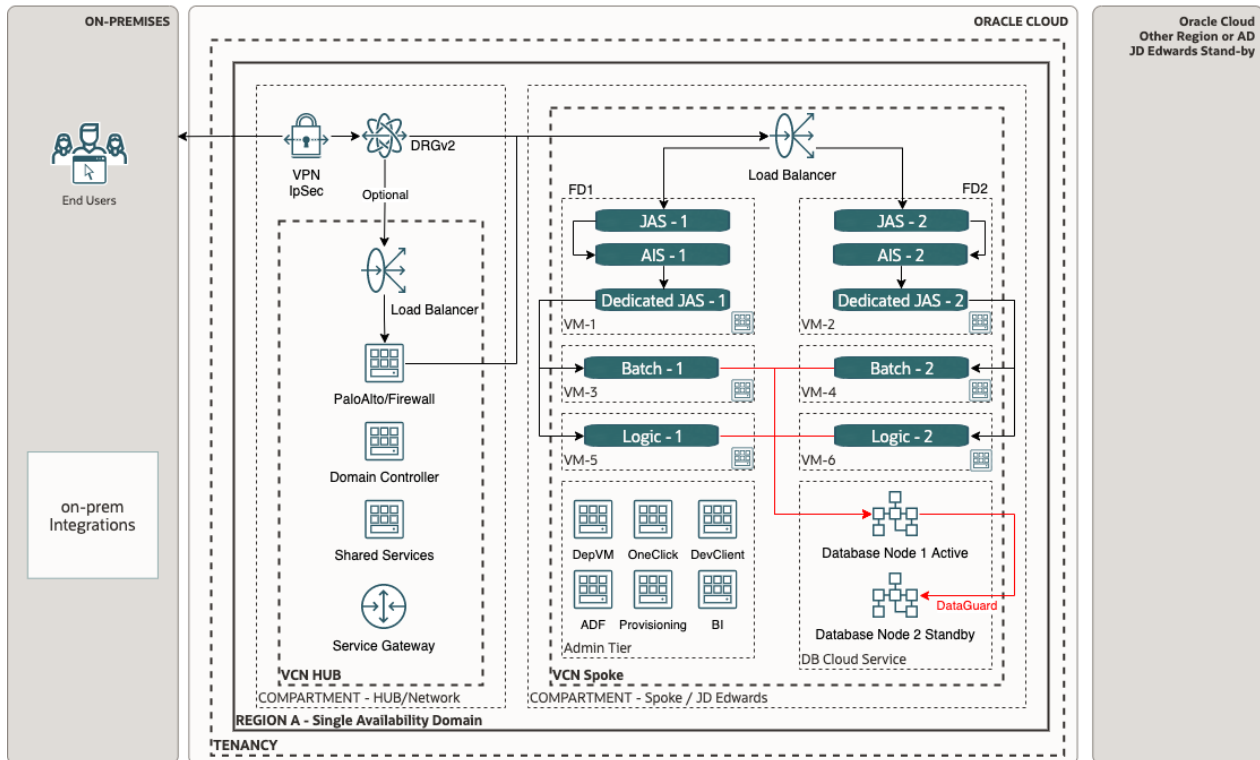 ON-PREMISES
End Users
on-prem
Integrations
ORACLE CLOUD
VPN
IpSec
DRGv2
Optional
Load Balancer
PaloAlto/Firewall
Domain Controller
Shared Services
Service Gateway
VCN HUB
COMPARTMENT - HUB/Network
Load Balancer
FD1
FD2
JAS - 1
AIS - 1
Dedicated JAS - 1
VM-1
JAS - 2
AIS - 2
Dedicated JAS - 2
VM-2
Batch - 1
VM-3
Batch - 2
VM-4
Logic - 1
VM-5
Logic - 2
VM-6
DepVM
OneClick
DevClient
ADF
Provisioning
BI
Admin Tier
Database Node 1 Active
DataGuard
Database Node 2 Standby
DB Cloud Service
VCN Spoke
COMPARTMENT - Spoke / JD Edwards
REGION A - Single Availability Domain
TENANCY
Oracle Cloud
Other Region or AD
JD Edwards Stand-by